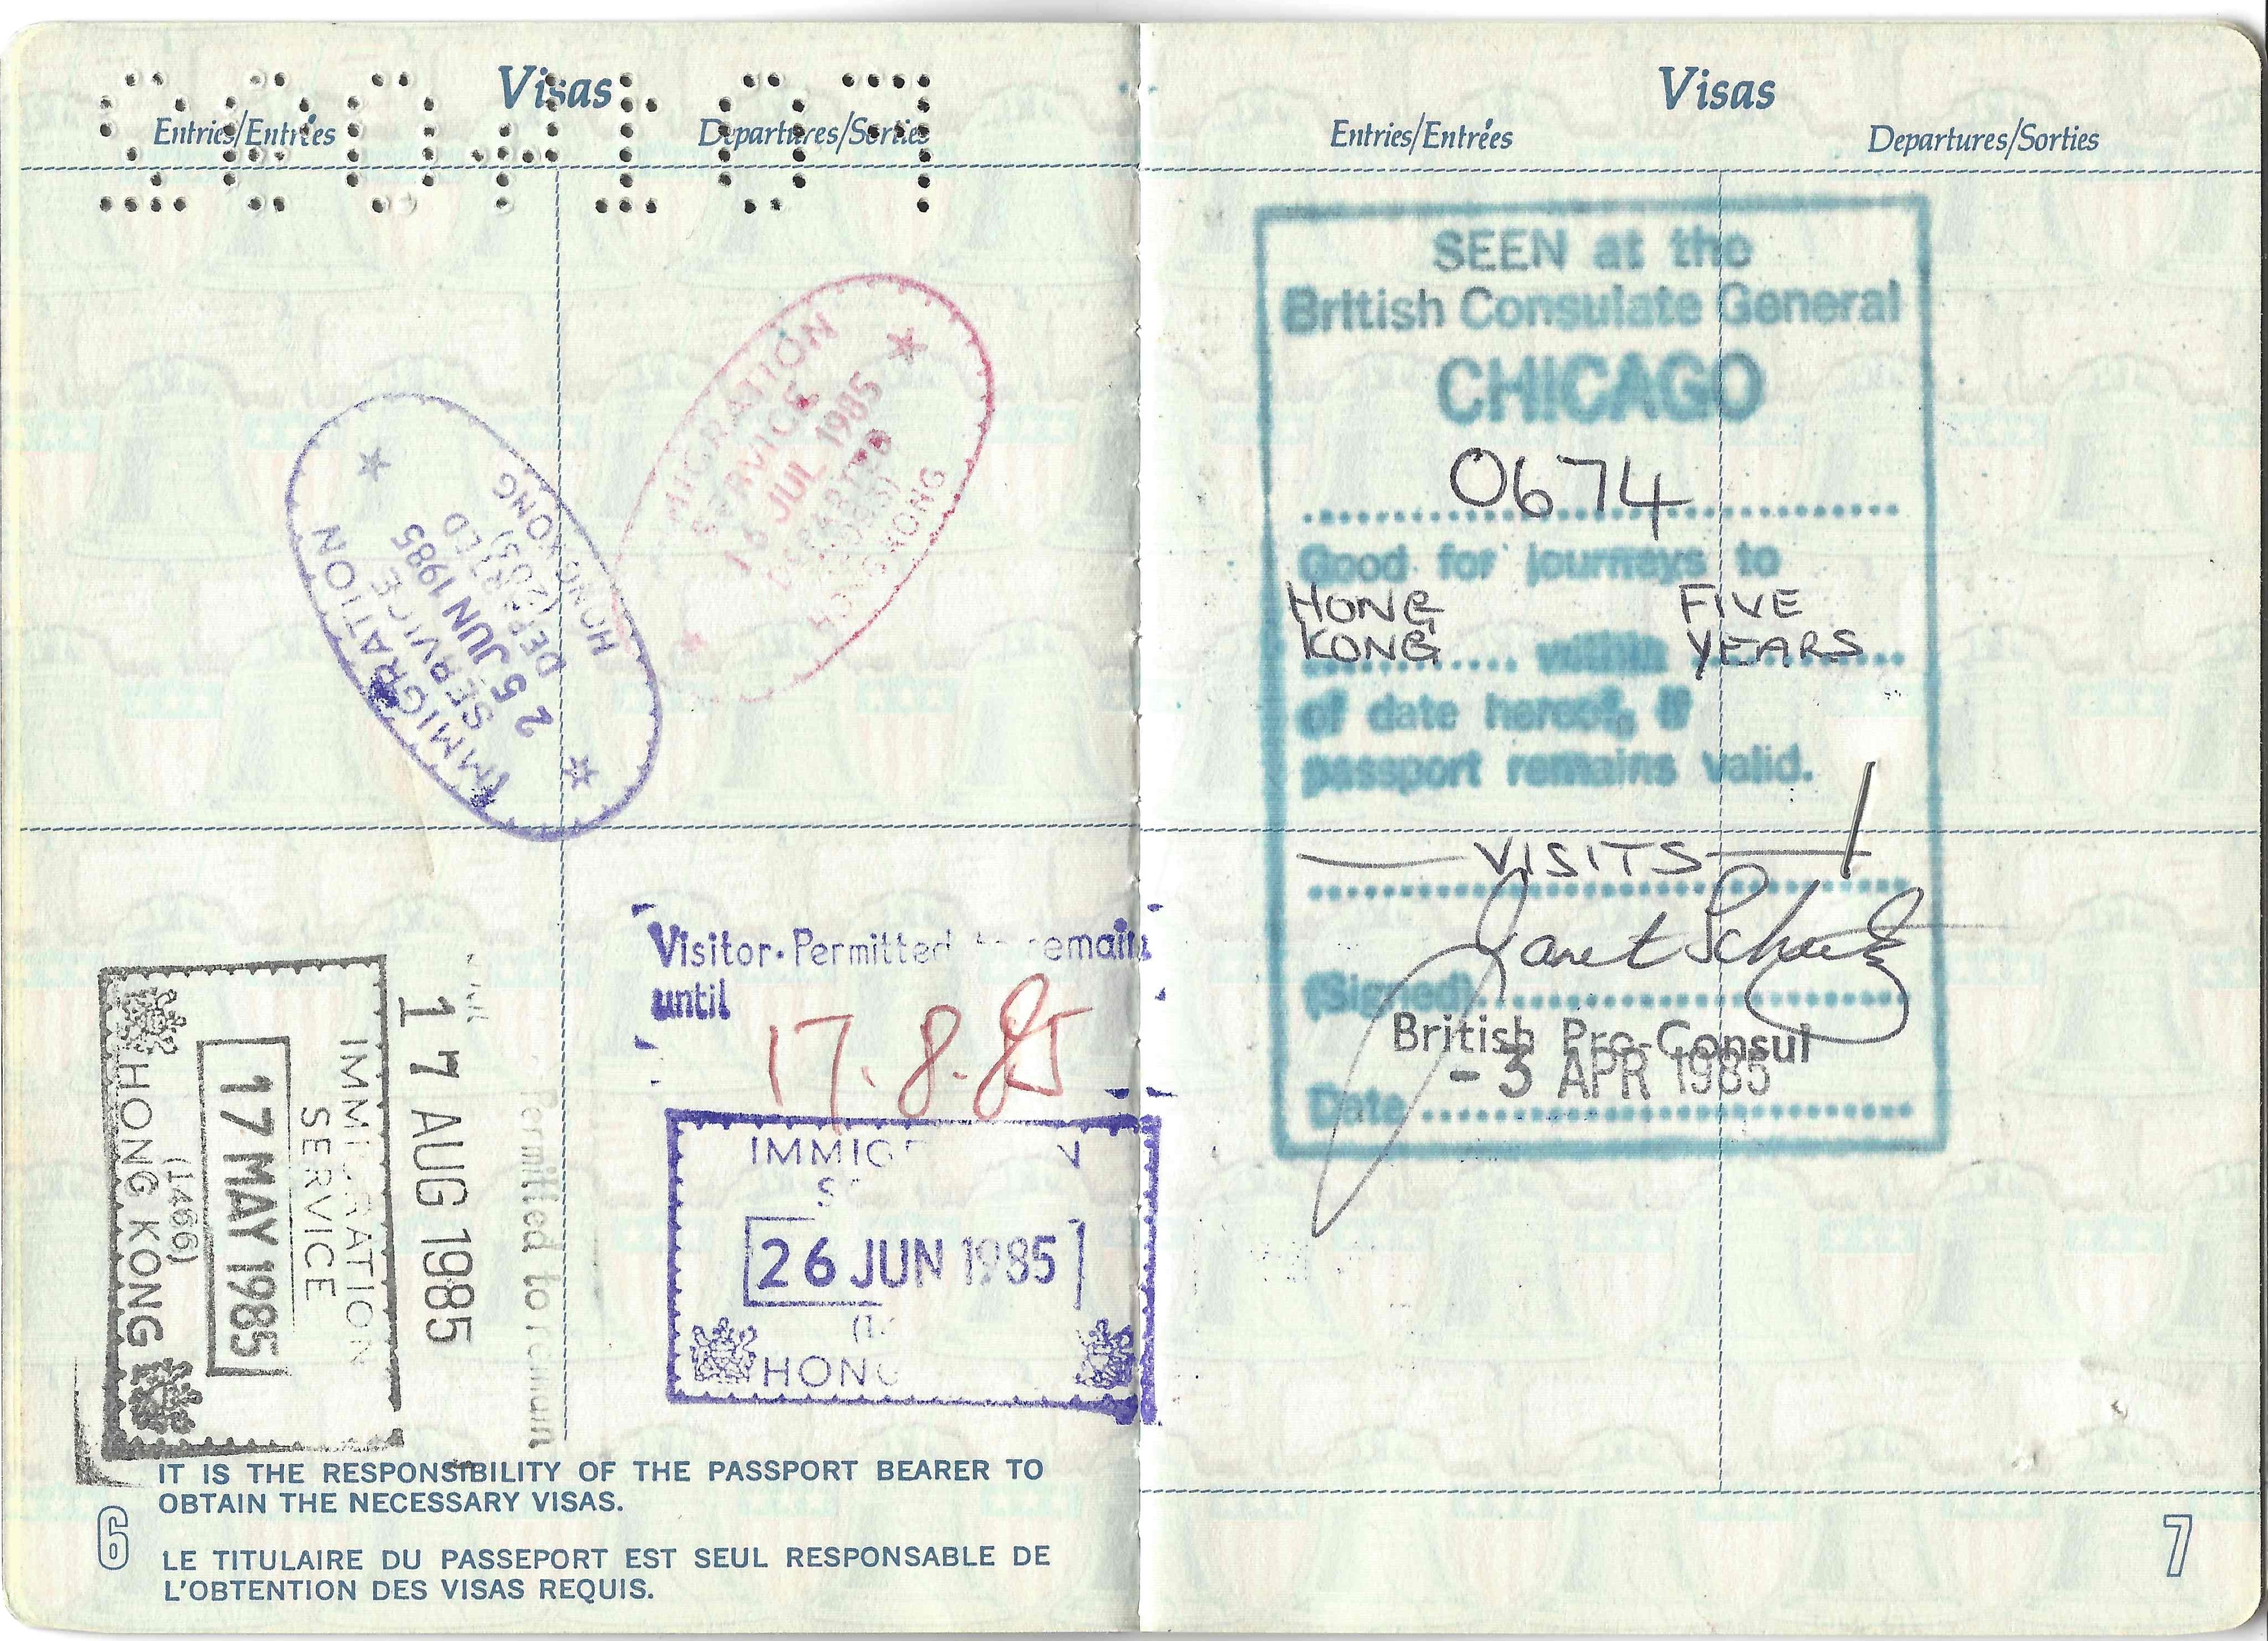 Visas
Entries/Entrées
Departures/Sorties
IMMIGRATION
SERVICE
25 JUN 1985
DEPARTED
HONG KONG
IMMIGRATION
SERVICE
16 JUL 1985
DEPARTED
HONG KONG
Visitor - Permitted to remain
until
17.8.85
IMMIG N
S
26 JUN 1985
HONG
Permitted to remain
17 AUG 1985
IMMIGRATION
SERVICE
17 MAY 1985
(1466)
HONG KONG
IT IS THE RESPONSIBILITY OF THE PASSPORT BEARER TO
OBTAIN THE NECESSARY VISAS.
LE TITULAIRE DU PASSEPORT EST SEUL RESPONSABLE DE
L'OBTENTION DES VISAS REQUIS.
6
Visas
Entries/Entrées
Departures/Sorties
SEEN at the
British Consulate General
CHICAGO
0674
Good for journeys to
HONG FIVE
KONG within YEARS
of date hereof, if
passport remains valid.
VISITS
Janet
(Signed)
British Pro-Consul
- 3 APR 1985
Date
7